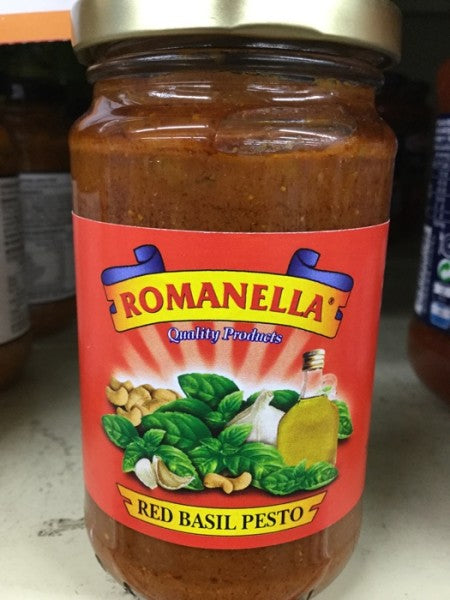 ROMANELLA®
Quality Products
RED BASIL PESTO